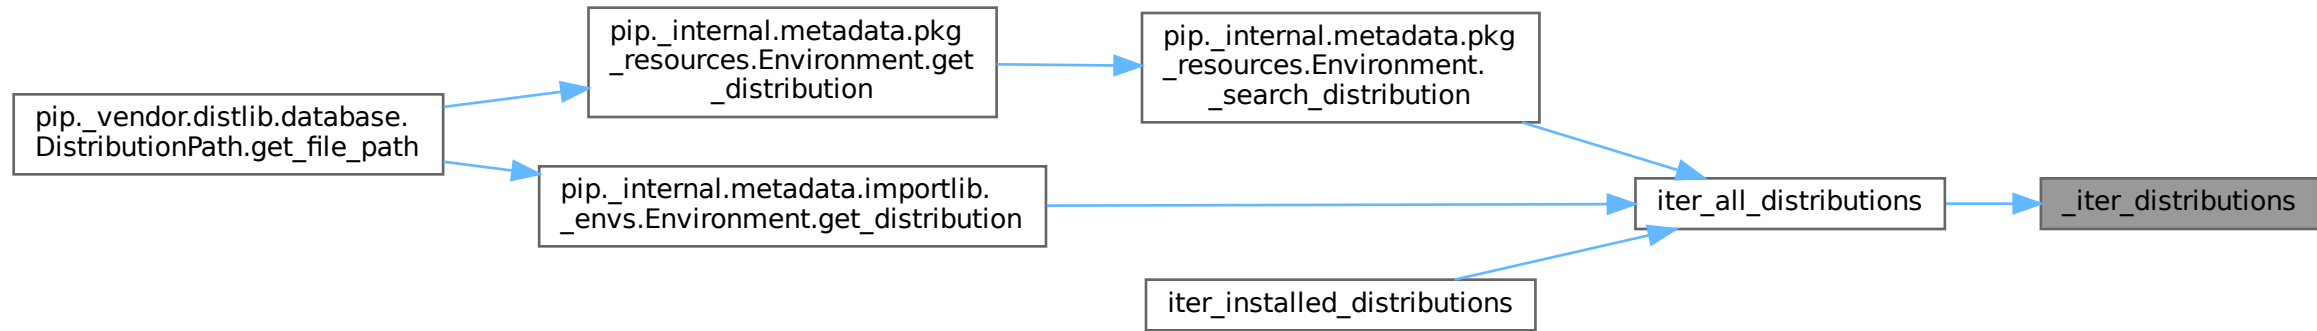 pip._vendor.distlib.database.
DistributionPath.get_file_path
pip._internal.metadata.pkg
_resources.Environment.get
_distribution
pip._internal.metadata.importlib.
_envs.Environment.get_distribution
pip._internal.metadata.pkg
_resources.Environment.
_search_distribution
iter_installed_distributions
iter_all_distributions
_iter_distributions